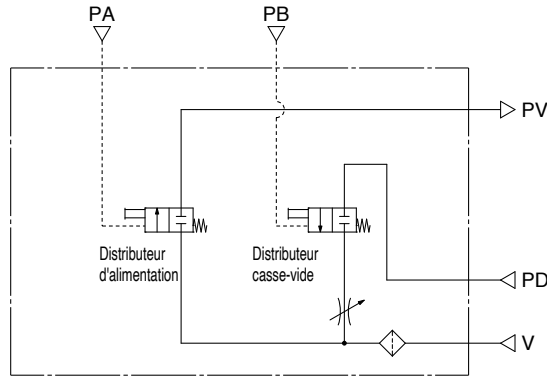 PA
PB
PV
Distributeur
d'alimentation
Distributeur
casse-vide
PD
V